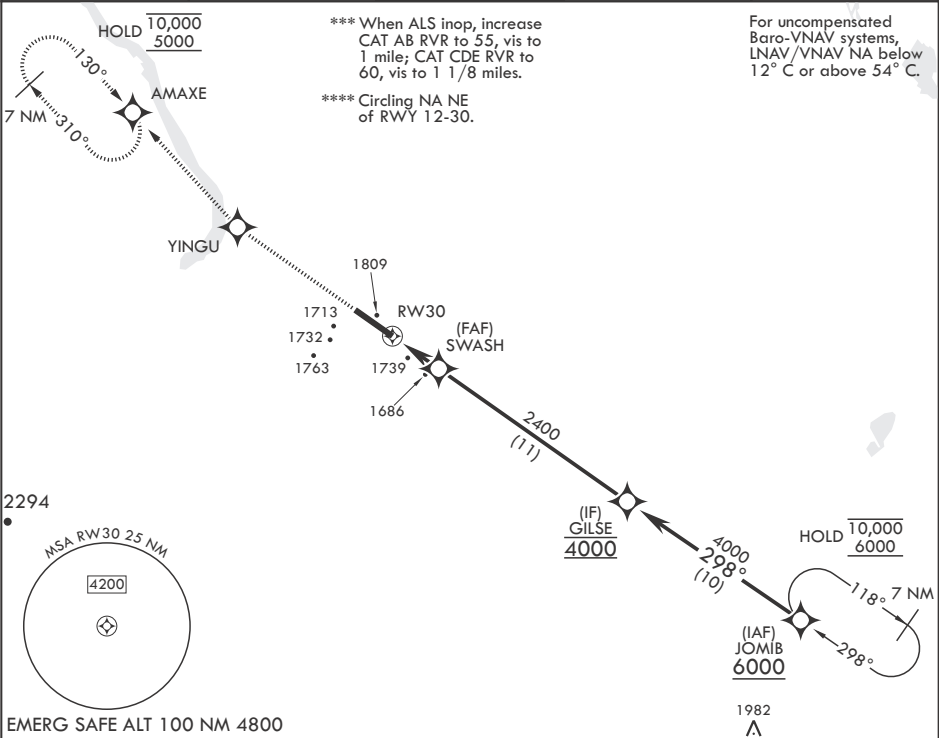 HOLD 10,000
5000
*** When ALS inop, increase
CAT AB RVR to 55, vis to
1 mile; CAT CDE RVR to
60, vis to 1 1/8 miles.
**** Circling NA NE
of RWY 12-30.
For uncompensated
Baro-VNAV systems,
LNAV/VNAV NA below
12° C or above 54° C.
130°
AMAXE
7 NM
310°
YINGU
1809
1713
RW30
1732
(FAF)
SWASH
1763
1739
1686
2400
(11)
2294
(IF)
GILSE
4000
HOLD 10,000
6000
4000
298°
(10)
118°
7 NM
298°
(IAF)
JOMIB
6000
MSA RW30 25 NM
4200
1982
EMERG SAFE ALT 100 NM 4800